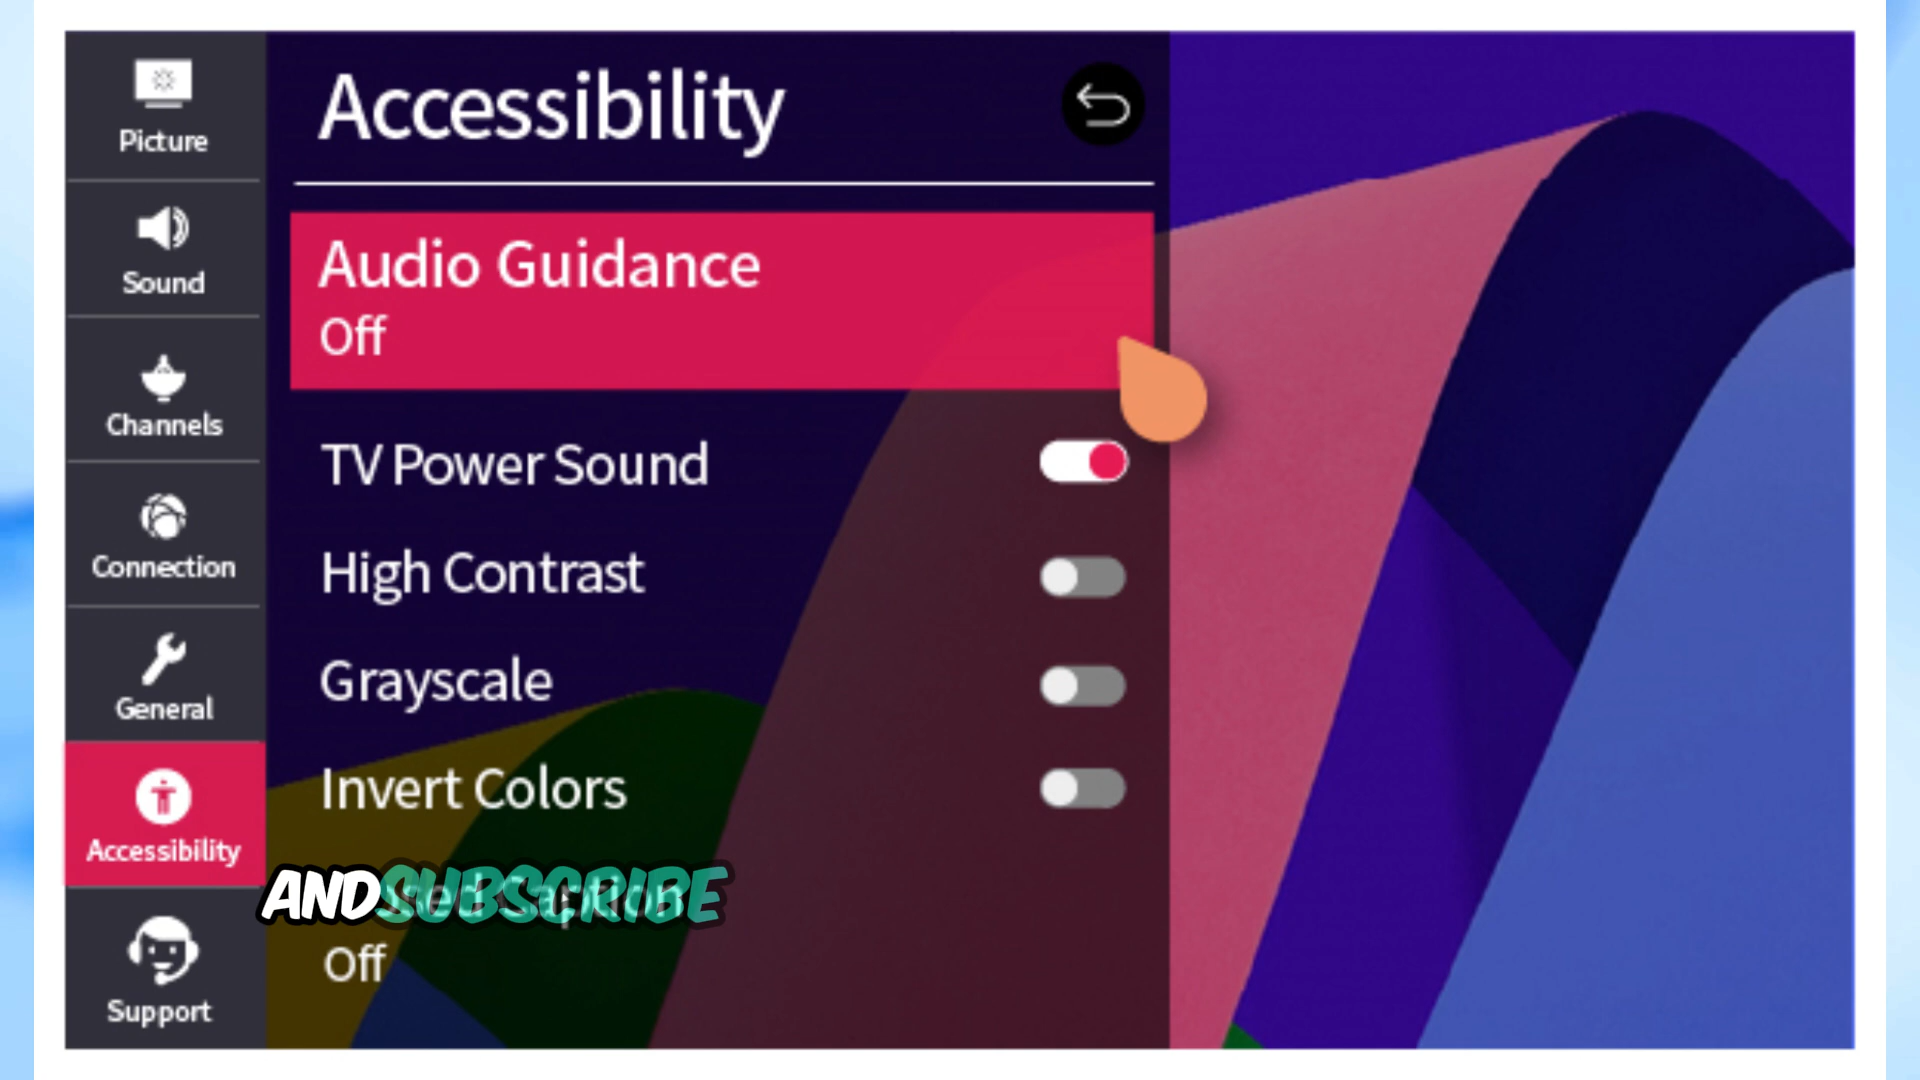 Picture
Sound
Channels
Connection
General
Accessibility
Support
Accessibility
Audio Guidance
Off
TV Power Sound
High Contrast
Grayscale
Invert Colors
AND SUBSCRIBE
Caption
Off